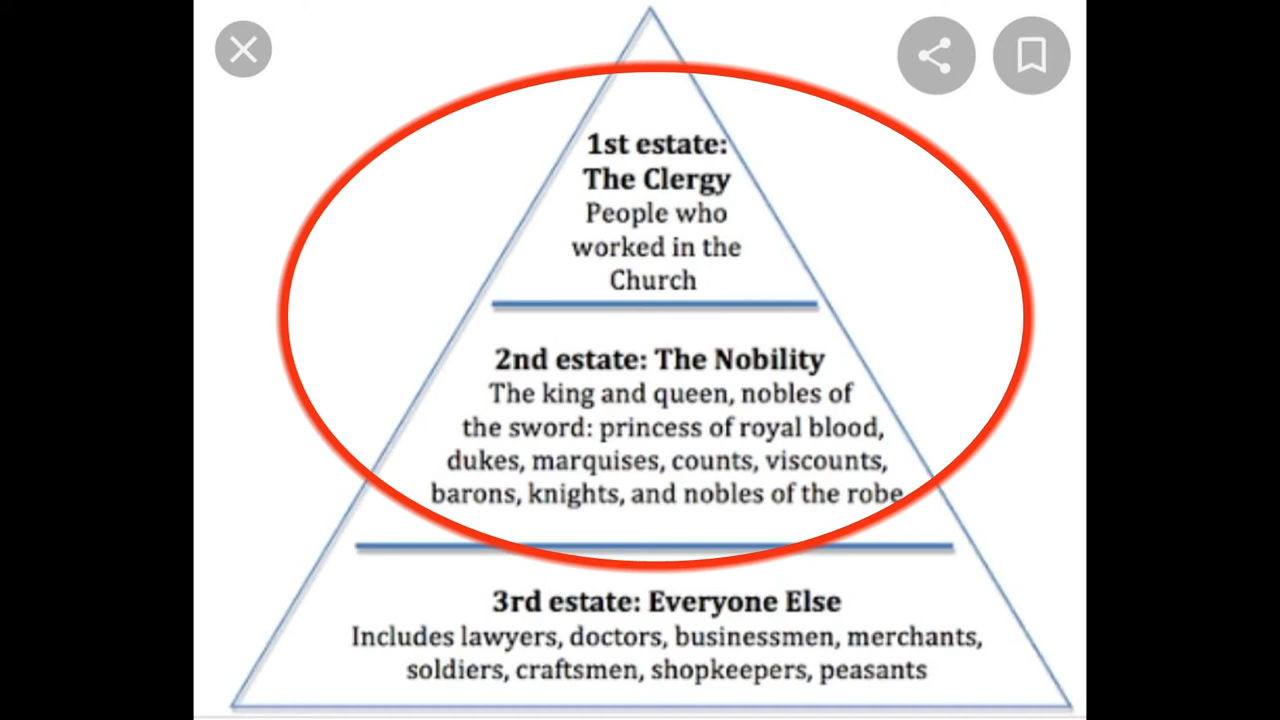 1st estate:
The Clergy
People who
worked in the
Church
2nd estate: The Nobility
The king and queen, nobles of
the sword: princess of royal blood,
dukes, marquises, counts, viscounts,
barons, knights, and nobles of the robe
3rd estate: Everyone Else
Includes lawyers, doctors, businessmen, merchants,
soldiers, craftsmen, shopkeepers, peasants